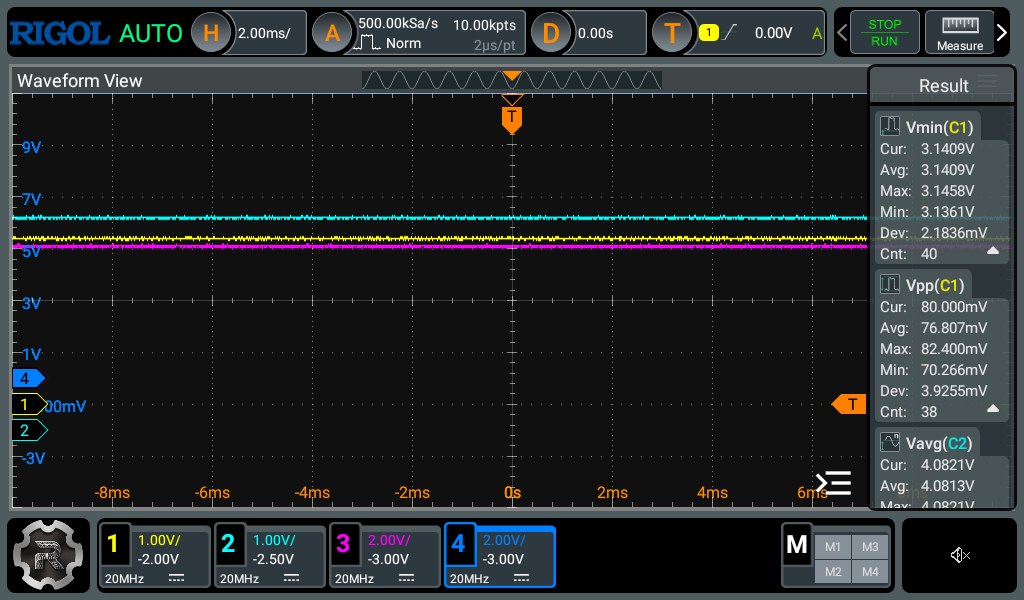 RIGOL AUTO H 2.00ms/ A 500.00kSa/s Norm 10.00kpts 2µs/pt D 0.00s T 1 0.00V A STOP RUN Measure
Waveform View
Result
T
9V
7V
5V
3V
1V
4
1 00mV
2
-3V
T
-8ms -6ms -4ms -2ms 0s 2ms 4ms 6ms
Vmin(C1)
Cur: 3.1409V
Avg: 3.1409V
Max: 3.1458V
Min: 3.1361V
Dev: 2.1836mV
Cnt: 40
Vpp(C1)
Cur: 80.000mV
Avg: 76.807mV
Max: 82.400mV
Min: 70.266mV
Dev: 3.9255mV
Cnt: 38
Vavg(C2)
Cur: 4.0821V
Avg: 4.0813V
Max: 4.0821V
R
1 1.00V/ -2.00V 20MHz
2 1.00V/ -2.50V 20MHz
3 2.00V/ -3.00V 20MHz
4 2.00V/ -3.00V 20MHz
M M1 M3
M2 M4